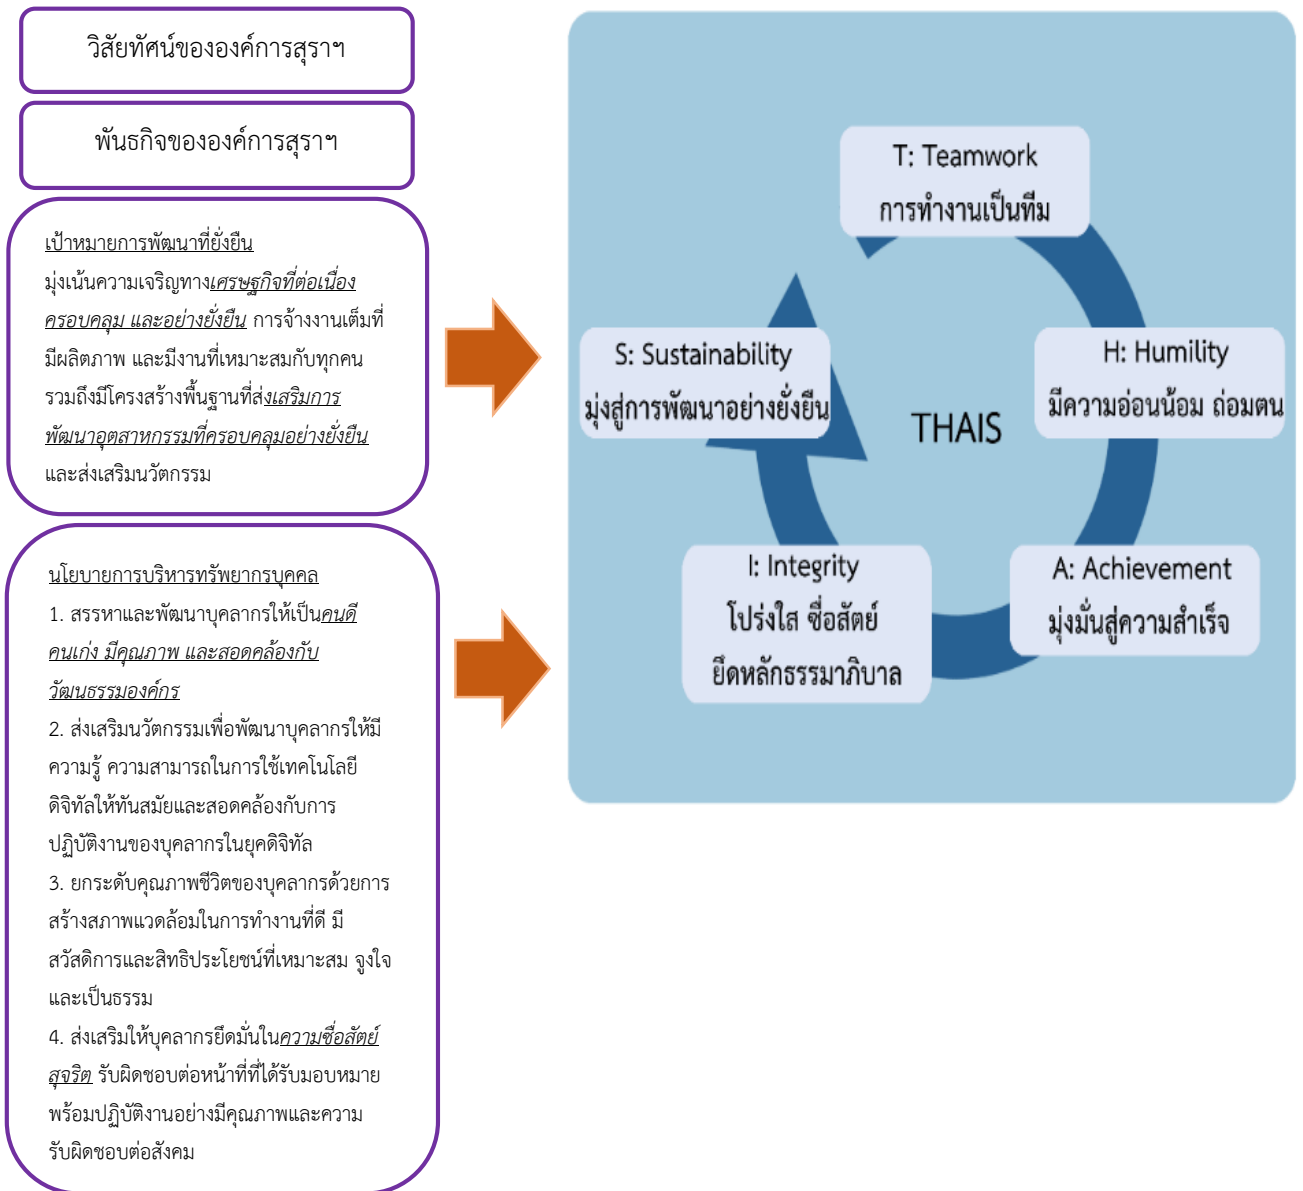 วิสัยทัศน์ขององค์การสุราฯ
พันธกิจขององค์การสุราฯ
เป้าหมายการพัฒนาที่ยั่งยืน
มุ่งเน้นความเจริญทางเศรษฐกิจที่ต่อเนื่อง
ครอบคลุม และอย่างยั่งยืน การจ้างงานเต็มที่
มีผลิตภาพ และมีงานที่เหมาะสมกับทุกคน
รวมถึงมีโครงสร้างพื้นฐานที่ส่งเสริมการ
พัฒนาอุตสาหกรรมที่ครอบคลุมอย่างยั่งยืน
และส่งเสริมนวัตกรรม
นโยบายการบริหารทรัพยากรบุคคล
1. สรรหาและพัฒนาบุคลากรให้เป็นคนดี
คนเก่ง มีคุณภาพ และสอดคล้องกับ
วัฒนธรรมองค์กร
2. ส่งเสริมนวัตกรรมเพื่อพัฒนาบุคลากรให้มี
ความรู้ ความสามารถในการใช้เทคโนโลยี
ดิจิทัลให้ทันสมัยและสอดคล้องกับการ
ปฏิบัติงานของบุคลากรในยุคดิจิทัล
3. ยกระดับคุณภาพชีวิตของบุคลากรด้วยการ
สร้างสภาพแวดล้อมในการทำงานที่ดี มี
สวัสดิการและสิทธิประโยชน์ที่เหมาะสม จูงใจ
และเป็นธรรม
4. ส่งเสริมให้บุคลากรยึดมั่นในความซื่อสัตย์
สุจริต รับผิดชอบต่อหน้าที่ที่ได้รับมอบหมาย
พร้อมปฏิบัติงานอย่างมีคุณภาพและความ
รับผิดชอบต่อสังคม
T: Teamwork
การทำงานเป็นทีม
H: Humility
มีความอ่อนน้อม ถ่อมตน
A: Achievement
มุ่งมั่นสู่ความสำเร็จ
I: Integrity
โปร่งใส ซื่อสัตย์
ยึดหลักธรรมาภิบาล
S: Sustainability
มุ่งสู่การพัฒนาอย่างยั่งยืน
THAIS